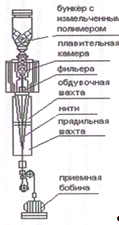 бункер с
измельченным
полимером
плавительная
камера
фильера
обдувочная
шахта
нити
прядильная
шахта
приемная
бобина